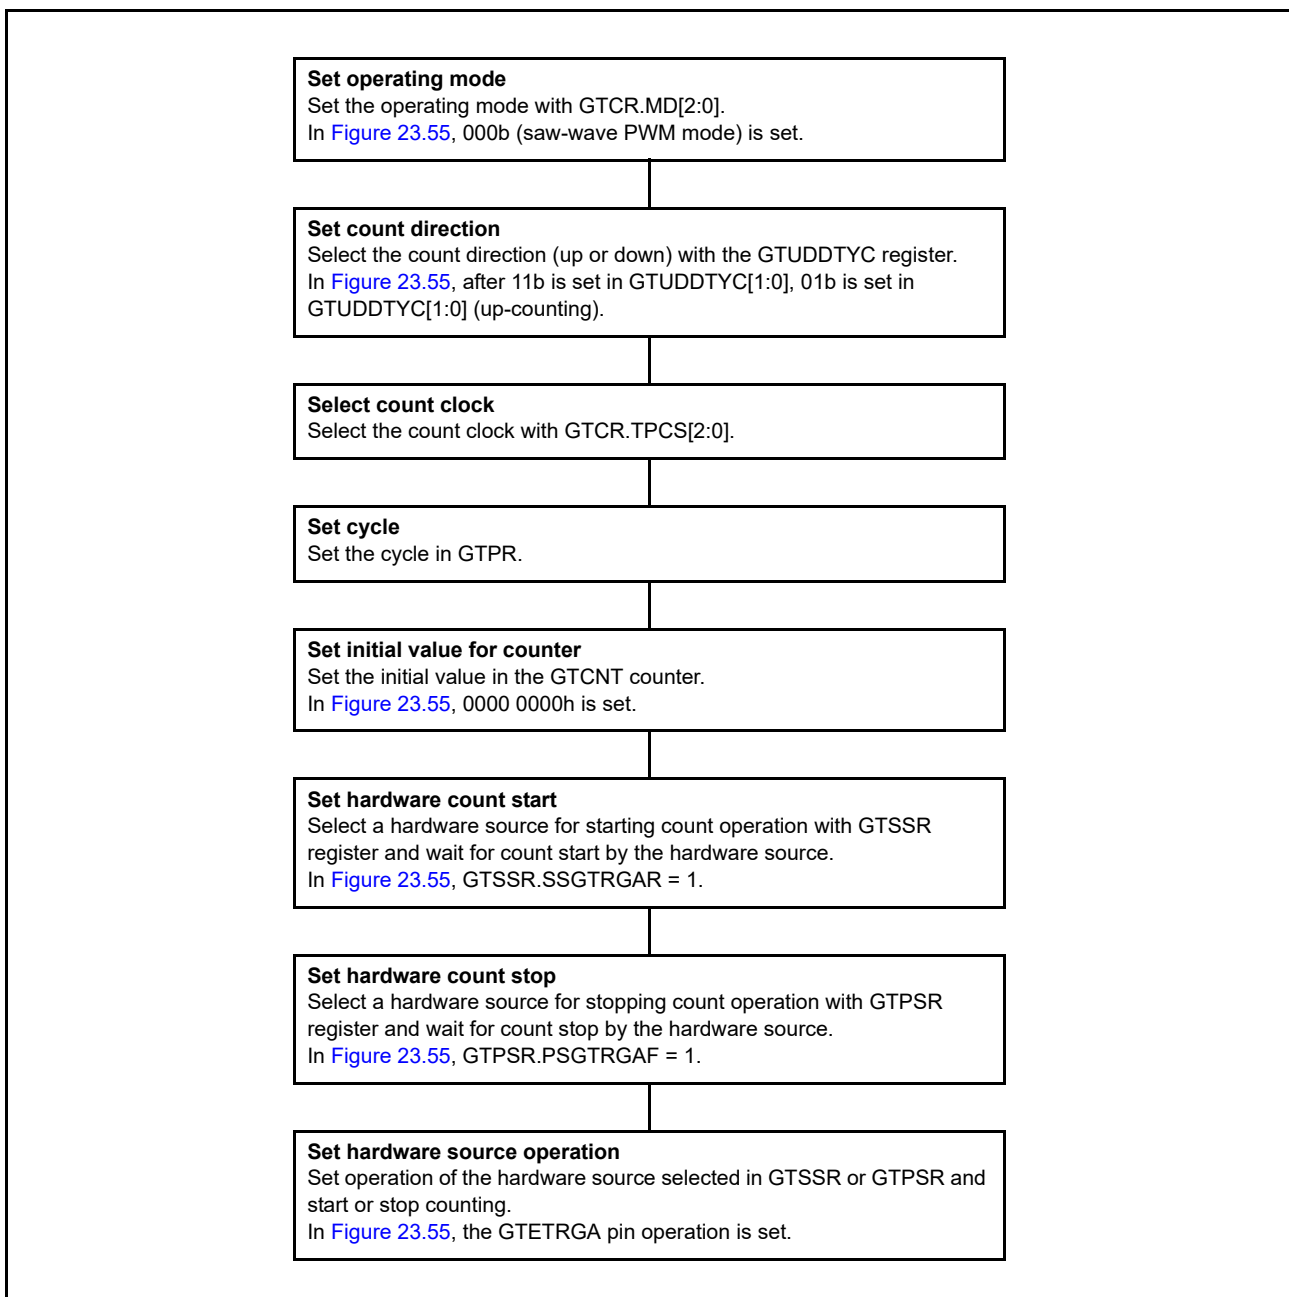 Set operating mode
Set the operating mode with GTCR.MD[2:0].
In Figure 23.55, 000b (saw-wave PWM mode) is set.
Set count direction
Select the count direction (up or down) with the GTUDDTYC register.
In Figure 23.55, after 11b is set in GTUDDTYC[1:0], 01b is set in
GTUDDTYC[1:0] (up-counting).
Select count clock
Select the count clock with GTCR.TPCS[2:0].
Set cycle
Set the cycle in GTPR.
Set initial value for counter
Set the initial value in the GTCNT counter.
In Figure 23.55, 0000 0000h is set.
Set hardware count start
Select a hardware source for starting count operation with GTSSR
register and wait for count start by the hardware source.
In Figure 23.55, GTSSR.SSGTRGAR = 1.
Set hardware count stop
Select a hardware source for stopping count operation with GTPSR
register and wait for count stop by the hardware source.
In Figure 23.55, GTPSR.PSGTRGAF = 1.
Set hardware source operation
Set operation of the hardware source selected in GTSSR or GTPSR and
start or stop counting.
In Figure 23.55, the GTETRGA pin operation is set.